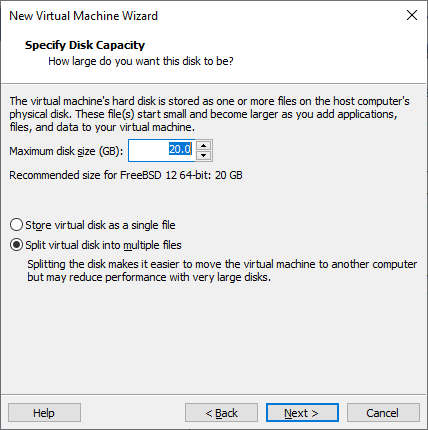 New Virtual Machine Wizard
Specify Disk Capacity
How large do you want this disk to be?
The virtual machine's hard disk is stored as one or more files on the host computer's
physical disk. These file(s) start small and become larger as you add applications,
files, and data to your virtual machine.
Maximum disk size (GB): 20.0
Recommended size for FreeBSD 12 64-bit: 20 GB
Store virtual disk as a single file
Split virtual disk into multiple files
Splitting the disk makes it easier to move the virtual machine to another computer
but may reduce performance with very large disks.
Help < Back Next > Cancel